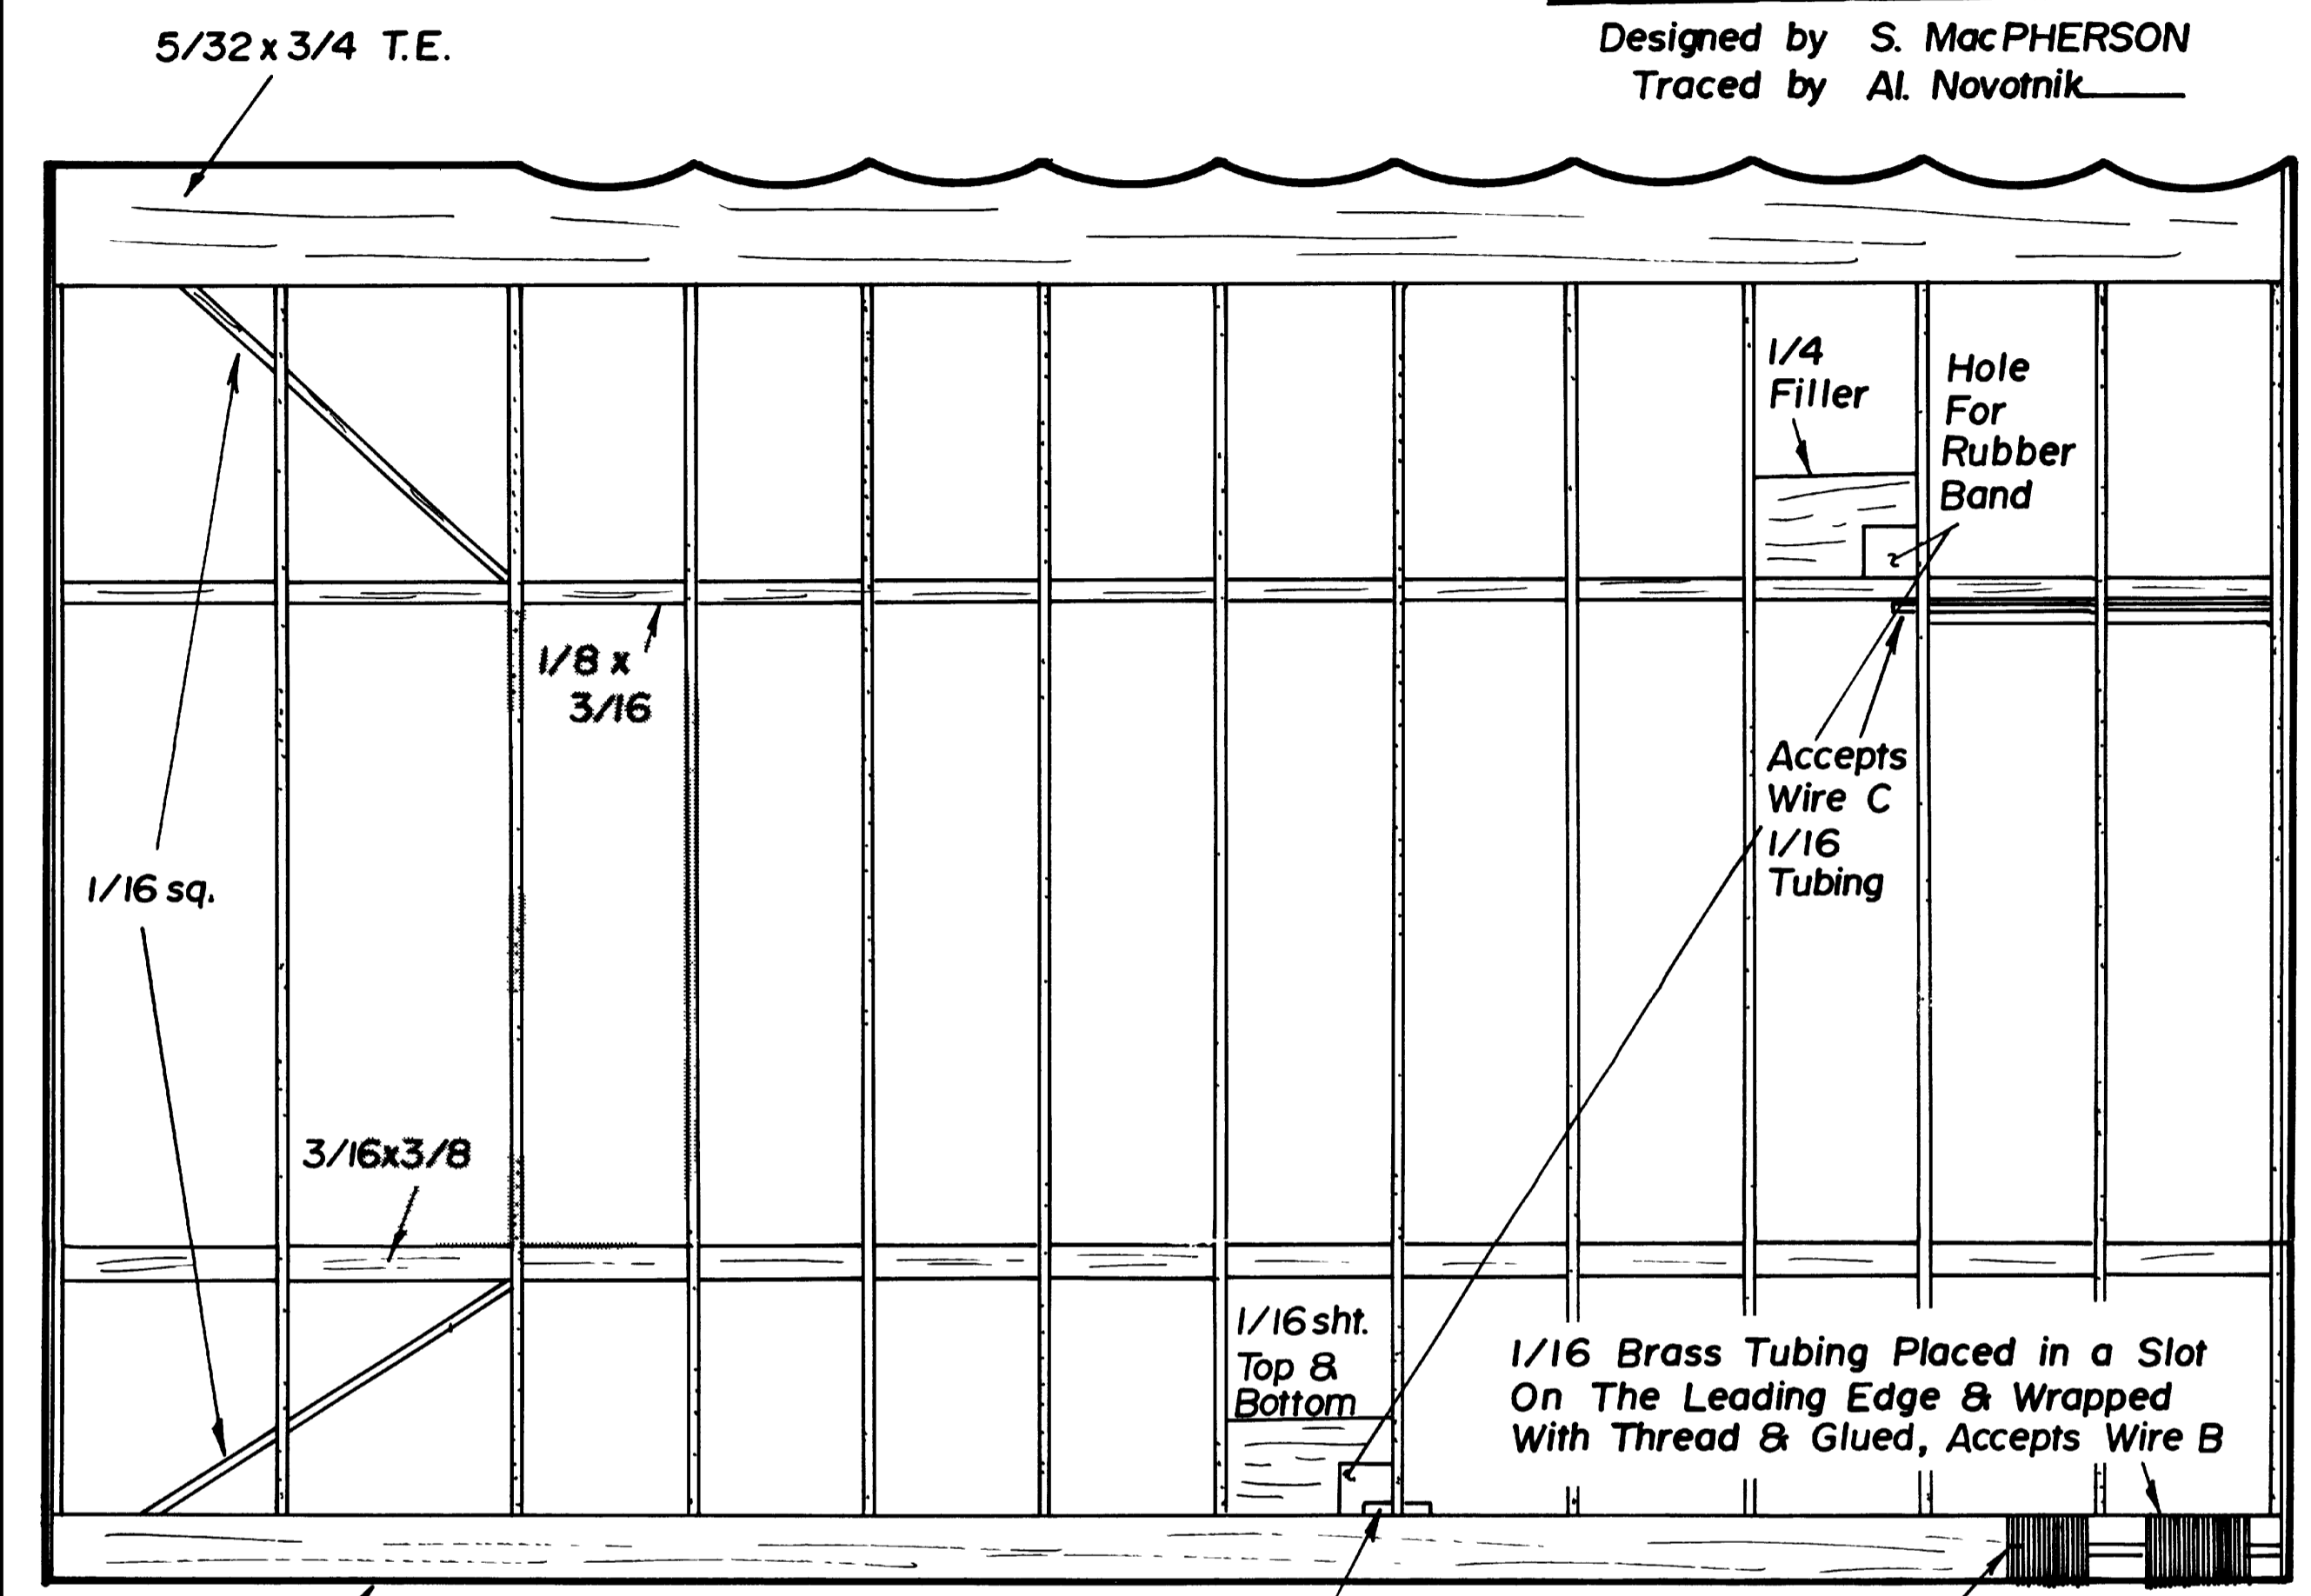 5/32 x 3/4 T.E.
Designed by S. MacPHERSON
Traced by Al. Novotnik
1/4
Filler
Hole
For
Rubber
Band
1/8 x
3/16
Accepts
Wire C
1/16
Tubing
1/16 sq.
3/16x3/8
1/16 sht.
Top &
Bottom
1/16 Brass Tubing Placed in a Slot
On The Leading Edge & Wrapped
With Thread & Glued, Accepts Wire B